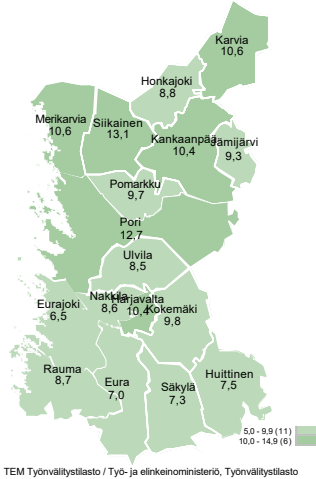 Karvia
10,6
Honkajoki
8,8
Merikarvia
10,6
Siikainen
13,1
Kankaanpää
10,4
Jämijärvi
9,3
Pomarkku
9,7
Pori
12,7
Ulvila
8,5
Eurajoki
6,5
Nakkila
8,6
Harjavalta
10,4
Kokemäki
9,8
Rauma
8,7
Eura
7,0
Säkylä
7,3
Huittinen
7,5
5,0 - 9,9 (11)
10,0 - 14,9 (6)
TEM Työnvälitystilasto / Työ- ja elinkeinoministeriö, Työnvälitystilasto